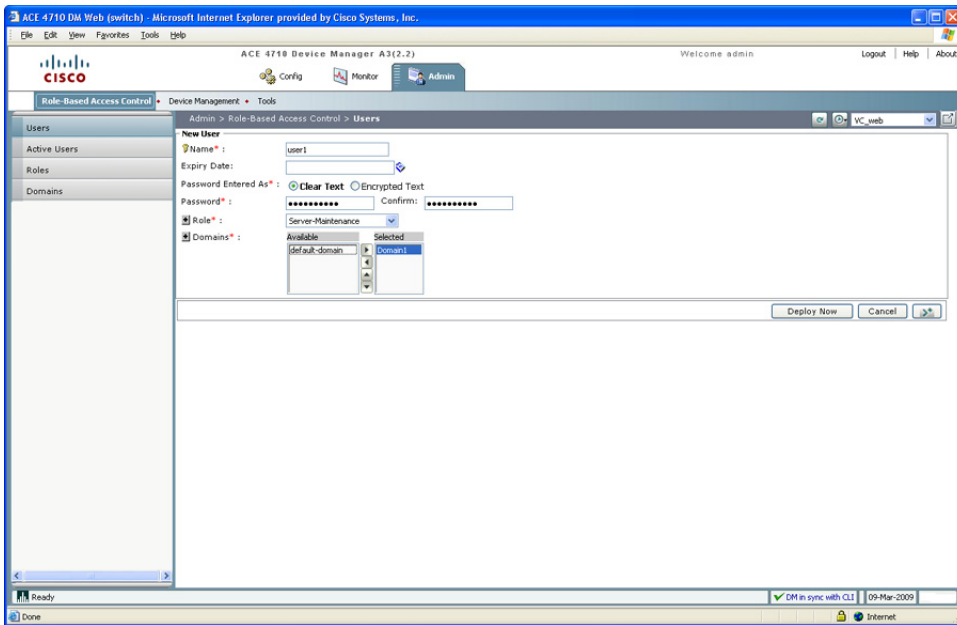 ACE 4710 DM Web (switch) - Microsoft Internet Explorer provided by Cisco Systems, Inc.
File Edit View Favorites Tools Help
CISCO
ACE 4710 Device Manager A3(2.2)
Welcome admin
Logout | Help | About
Config Monitor Admin
Role-Based Access Control • Device Management • Tools
Users
Active Users
Roles
Domains
Admin > Role-Based Access Control > Users
VC_web
New User
Name* : user1
Expiry Date:
Password Entered As* : Clear Text Encrypted Text
Password* : •••••••••• Confirm: ••••••••••
Role* : Server-Maintenance
Domains* : Available Selected
default-domain Domain1
Deploy Now Cancel
Ready
DM in sync with CLI 09-Mar-2009
Done
Internet